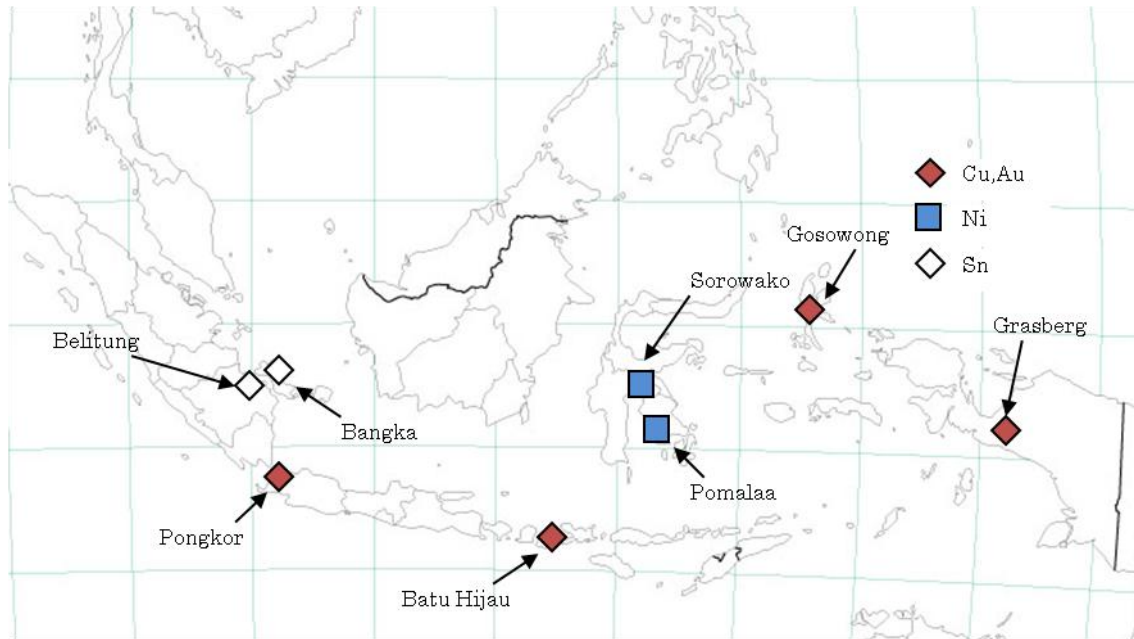 Cu,Au
Ni
Gosowong
Sn
Sorowako
Grasberg
Belitung
Bangka
Pomalaa
Pongkor
Batu Hijau